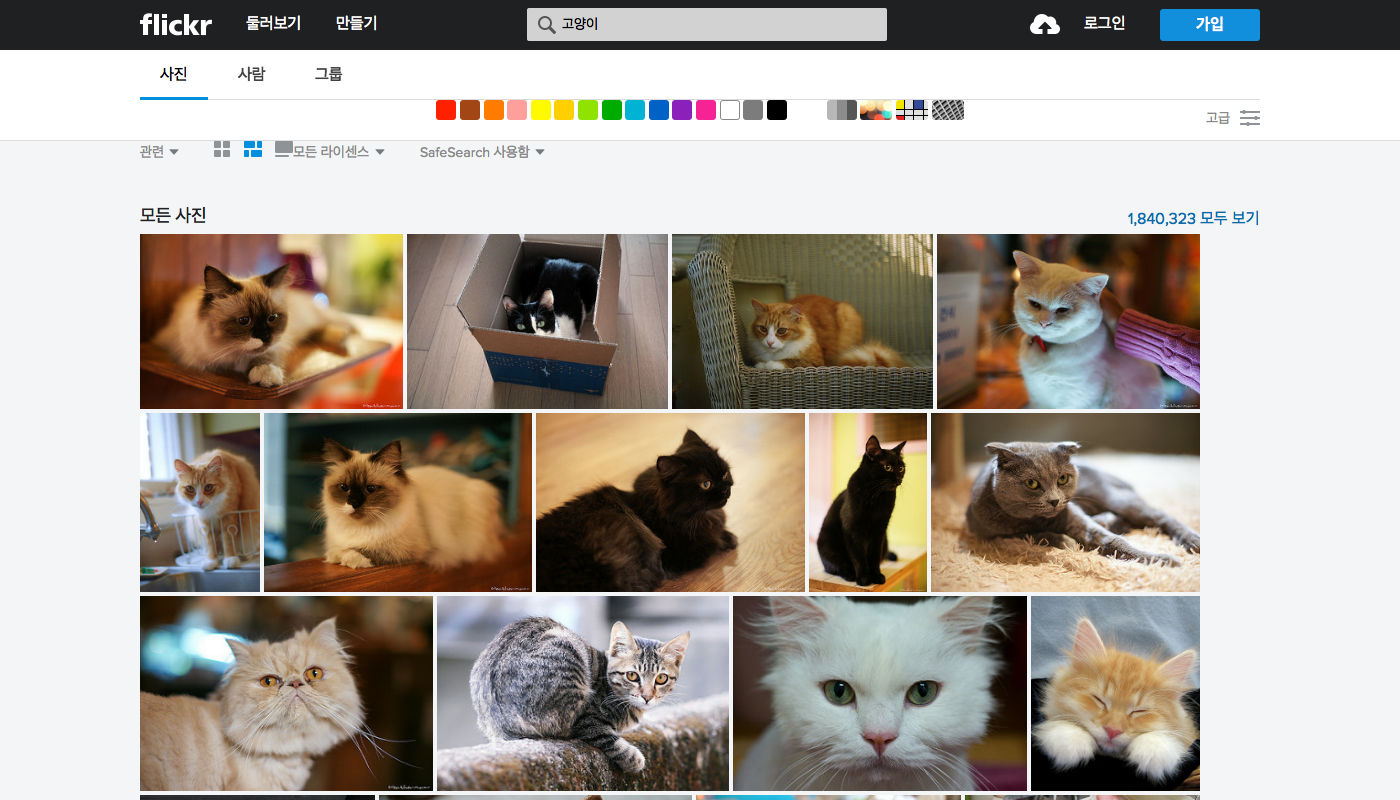 flickr 둘러보기 만들기 고양이 로그인 가입
사진 사람 그룹
고급
관련 모든 라이센스 SafeSearch 사용함
모든 사진 1,840,323 모두 보기
간식